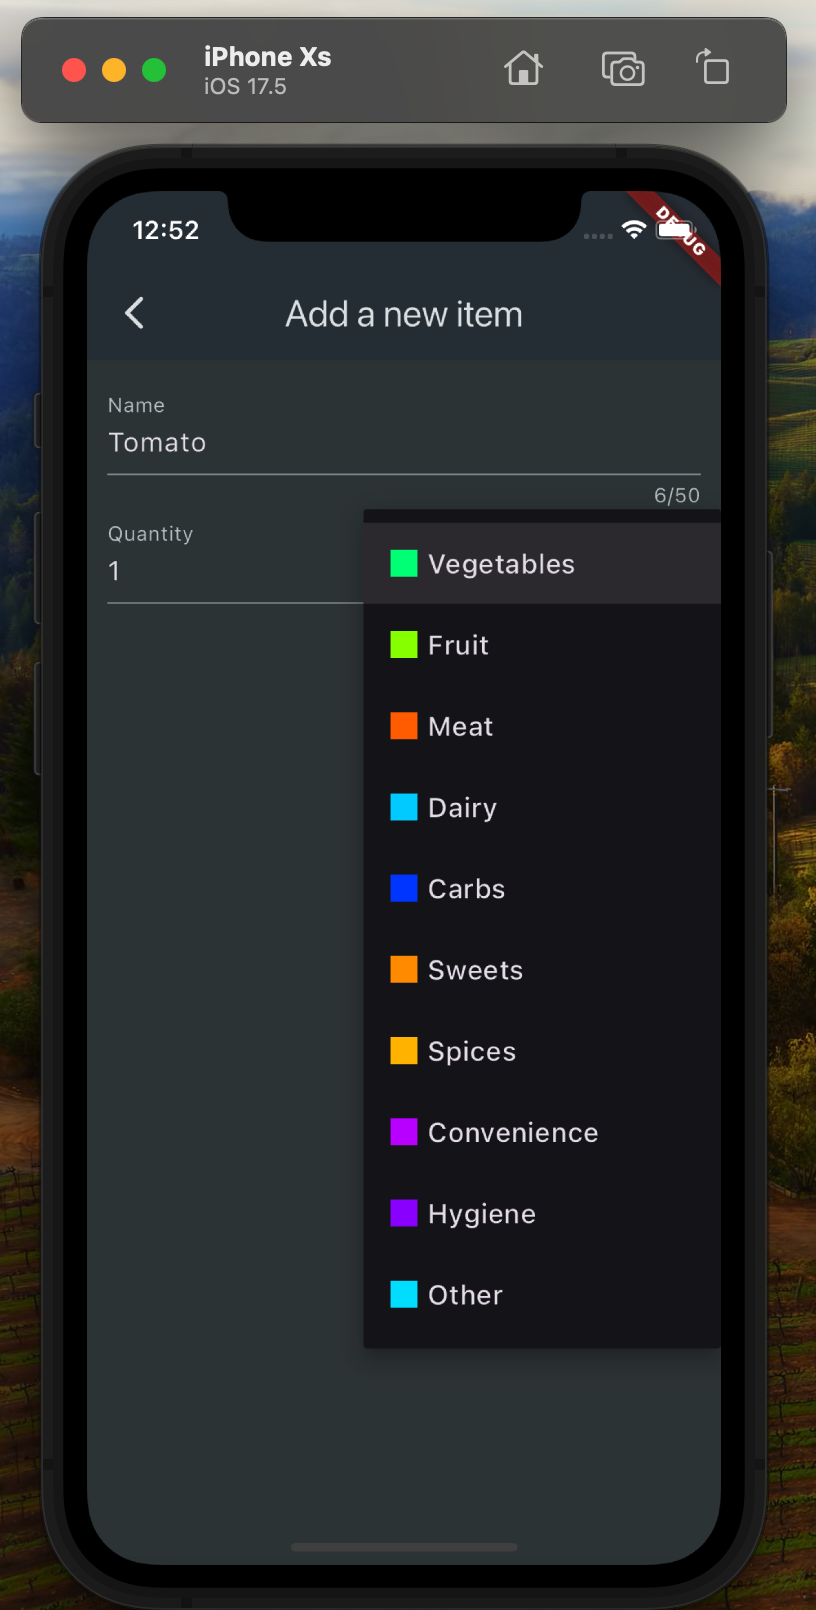 iPhone Xs
iOS 17.5
12:52
DEBUG
Add a new item
Name
Tomato
6/50
Quantity
1
Vegetables
Fruit
Meat
Dairy
Carbs
Sweets
Spices
Convenience
Hygiene
Other